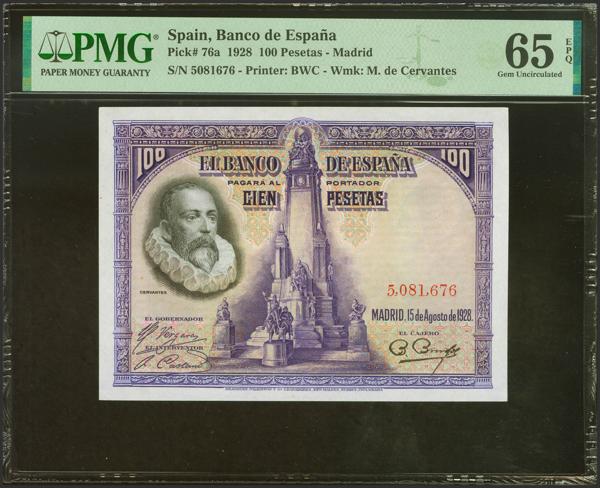 PMG®
PAPER MONEY GUARANTY
Spain, Banco de España
Pick# 76a 1928 100 Pesetas - Madrid
S/N 5081676 - Printer: BWC - Wmk: M. de Cervantes
65 EPQ
Gem Uncirculated
100 100
EL BANCO DE ESPAÑA
PAGARÁ AL PORTADOR
CIEN PESETAS
CERVANTES
5,081,676
MADRID, 15 de Agosto de 1928.
EL GOBERNADOR
EL CAJERO
EL INTERVENTOR